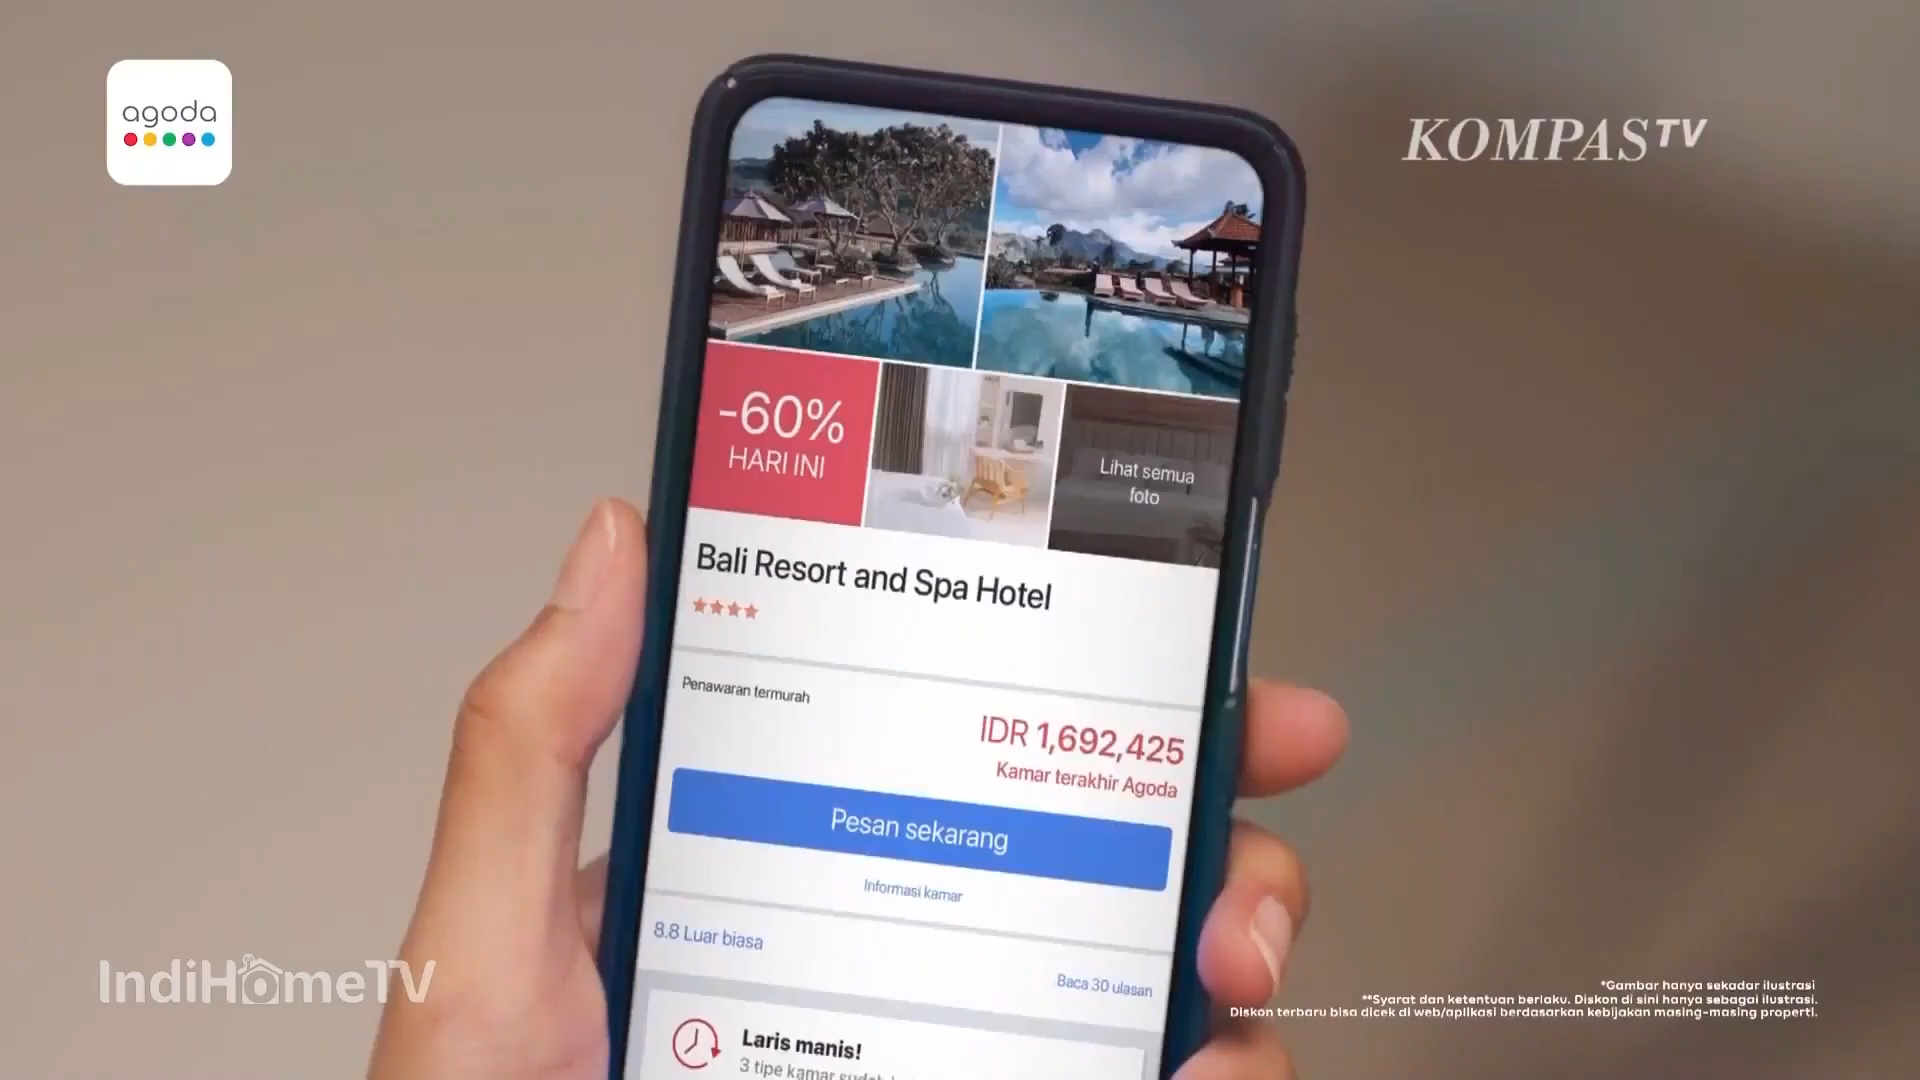 agoda
KOMPASTV
-60%
HARI INI
Lihat semua
foto
Bali Resort and Spa Hotel
Penawaran termurah
IDR 1,692,425
Kamar terakhir Agoda
Pesan sekarang
Informasi kamar
8.8 Luar biasa
Baca 30 ulasan
Laris manis!
3 tipe kamar
IndiHomeTV
*Gambar hanya sekadar ilustrasi
**Syarat dan ketentuan berlaku. Diskon di sini hanya sebagai ilustrasi.
Diskon terbaru bisa dicek di web/aplikasi berdasarkan kebijakan masing-masing properti.